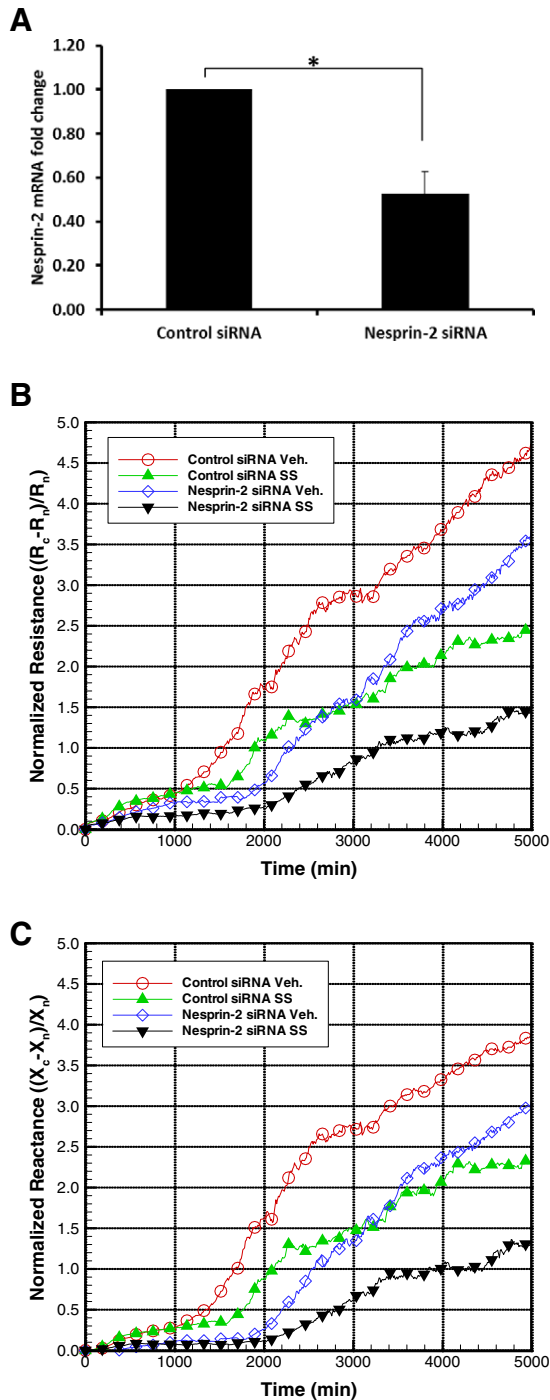 A
Nesprin-2 mRNA fold change
1.20
1.00
0.80
0.60
0.40
0.20
0.00
*
Control siRNA
Nesprin-2 siRNA
B
Normalized Resistance ((R_c-R_n)/R_n)
5.0
4.5
4.0
3.5
3.0
2.5
2.0
1.5
1.0
0.5
0.0
Control siRNA Veh.
Control siRNA SS
Nesprin-2 siRNA Veh.
Nesprin-2 siRNA SS
0 1000 2000 3000 4000 5000
Time (min)
C
Normalized Reactance ((X_c-X_n)/X_n)
5.0
4.5
4.0
3.5
3.0
2.5
2.0
1.5
1.0
0.5
0.0
Control siRNA Veh.
Control siRNA SS
Nesprin-2 siRNA Veh.
Nesprin-2 siRNA SS
0 1000 2000 3000 4000 5000
Time (min)